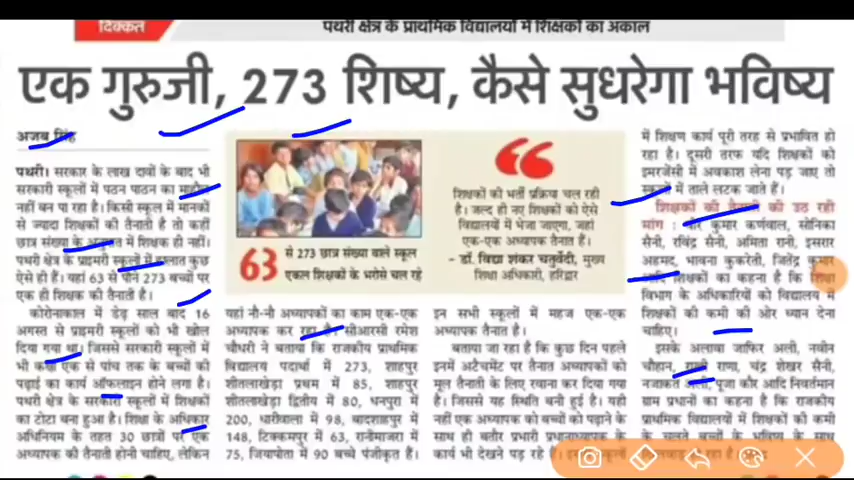 दिक्कत
पथरी क्षेत्र के प्राथमिक विद्यालयों में शिक्षकों का अकाल
एक गुरुजी, 273 शिष्य, कैसे सुधरेगा भविष्य
अजब सिंह
पथरी। सरकार के लाख दावों के बाद भी
सरकारी स्कूलों में पठन पाठन का माहौल
नहीं बन पा रहा है। किसी स्कूल में मानकों
से ज्यादा शिक्षकों की तैनाती है तो कहीं
छात्र संख्या के में शिक्षक ही नहीं।
पथरी क्षेत्र के प्राइमरी स्कूलों में हालात कुछ
ऐसे ही हैं। यहां 63 से पौने 273 बच्चों पर
एक ही शिक्षक की तैनाती है।
कोरोनाकाल में डेढ़ साल बाद 16
अगस्त से प्राइमरी स्कूलों को भी खोल
दिया गया था। जिससे सरकारी स्कूलों में
भी कक्षा एक से पांच तक के बच्चों की
पढ़ाई का कार्य ऑफलाइन होने लगा है।
पथरी क्षेत्र के सरकारी स्कूलों में शिक्षकों
का टोटा बना हुआ है। शिक्षा के अधिकार
अधिनियम के तहत 30 छात्रों पर एक
अध्यापक की तैनाती होनी चाहिए, लेकिन
63 से 273 छात्र संख्या वाले स्कूल
एकल शिक्षकों के भरोसे चल रहे
शिक्षकों की भर्ती प्रक्रिया चल रही
है। जल्द ही नए शिक्षकों को ऐसे
विद्यालयों में भेजा जाएगा, जहां
एक-एक अध्यापक तैनात हैं।
- डॉ. विद्या शंकर चतुर्वेदी, मुख्य
शिक्षा अधिकारी, हरिद्वार
यहां नौ-नौ अध्यापकों का काम एक-एक
अध्यापक कर रहा है। सीआरसी रमेश
चौधरी ने बताया कि राजकीय प्राथमिक
विद्यालय पदार्था में 273, शाहपुर
शीतलाखेड़ा प्रथम में 85, शाहपुर
शीतलाखेड़ा द्वितीय में 80, धनपुरा में
200, धारीवाला में 98, बादशाहपुर में
148, टिक्कमपुर में 63, रानीमाजरा में
75, जियापोता में 90 बच्चे पंजीकृत हैं।
इन सभी स्कूलों में महज एक-एक
अध्यापक तैनात है।
बताया जा रहा है कि कुछ दिन पहले
इनमें अटैचमेंट पर तैनात अध्यापकों को
मूल तैनाती के लिए रवाना कर दिया गया
है। जिससे यह स्थिति बनी हुई है। यही
नहीं एक अध्यापक को बच्चों को पढ़ाने के
साथ ही बतौर प्रभारी प्रधानाध्यापक के
कार्य भी देखने पड़ रहे
में शिक्षण कार्य पूरी तरह से प्रभावित हो
रहा है। दूसरी तरफ यदि शिक्षकों को
इमरजेंसी में अवकाश लेना पड़ जाए तो
स्कूल में ताले लटक जाते हैं।
शिक्षकों की तैनाती की उठ रही
मांग : कुमार कर्णवाल, सोनिका
सैनी, रविंद्र सैनी, अमिता रानी, इसरार
अहमद, भावना कुकरेती, जितेंद्र कुमार
आदि शिक्षकों का कहना है कि शिक्षा
विभाग के अधिकारियों को विद्यालय में
शिक्षकों की कमी की ओर ध्यान देना
चाहिए।
इसके अलावा जाफिर अली, नवीन
चौहान, राणा, चंद्र शेखर सैनी,
नजाकत अली, पूजा कौर आदि निवर्तमान
ग्राम प्रधानों का कहना है कि राजकीय
प्राथमिक विद्यालयों में शिक्षकों की कमी
के चलते बच्चों के भविष्य के साथ
रहा है।